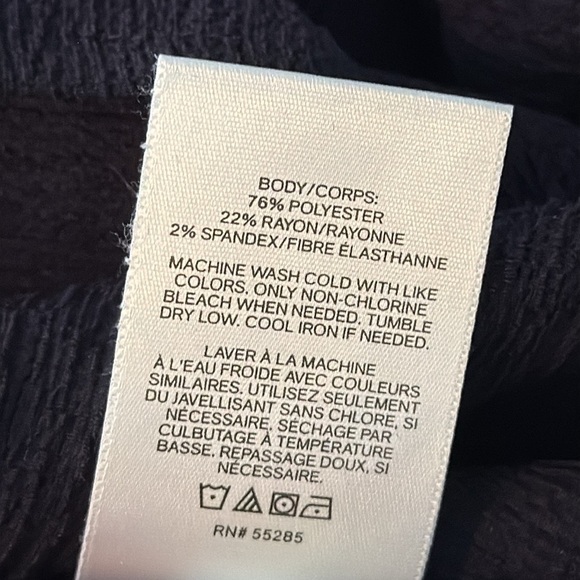 BODY/CORPS:
76% POLYESTER
22% RAYON/RAYONNE
2% SPANDEX/FIBRE ÉLASTHANNE
MACHINE WASH COLD WITH LIKE
COLORS. ONLY NON-CHLORINE
BLEACH WHEN NEEDED. TUMBLE
DRY LOW. COOL IRON IF NEEDED.
LAVER À LA MACHINE
À L'EAU FROIDE AVEC COULEURS
SIMILAIRES. UTILISEZ SEULEMENT
DU JAVELLISANT SANS CHLORE, SI
NÉCESSAIRE. SÉCHAGE PAR
CULBUTAGE À TEMPÉRATURE
BASSE. REPASSAGE DOUX, SI
NÉCESSAIRE.
RN# 55285